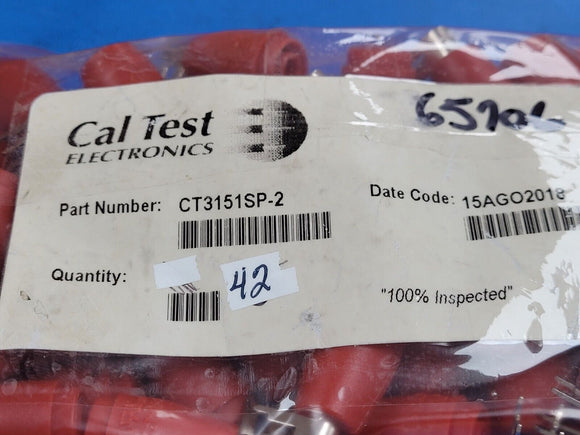 Cal Test
ELECTRONICS
Part Number: CT3151SP-2
Date Code: 15AGO2018
Quantity: 42
"100% Inspected"